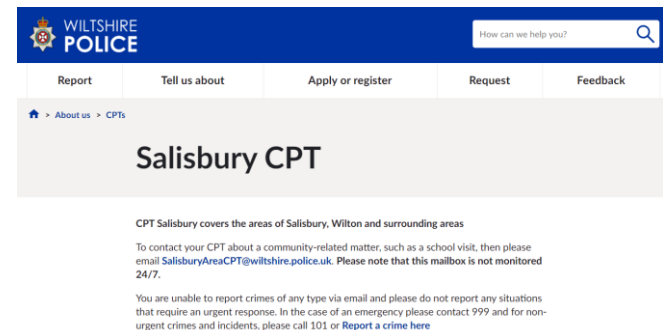 WILTSHIRE
POLICE
How can we help you?
Report Tell us about Apply or register Request Feedback
> About us > CPTs
Salisbury CPT
CPT Salisbury covers the areas of Salisbury, Wilton and surrounding areas
To contact your CPT about a community-related matter, such as a school visit, then please
email SalisburyAreaCPT@wiltshire.police.uk. Please note that this mailbox is not monitored
24/7.
You are unable to report crimes of any type via email and please do not report any situations
that require an urgent response. In the case of an emergency please contact 999 and for non-
urgent crimes and incidents, please call 101 or Report a crime here